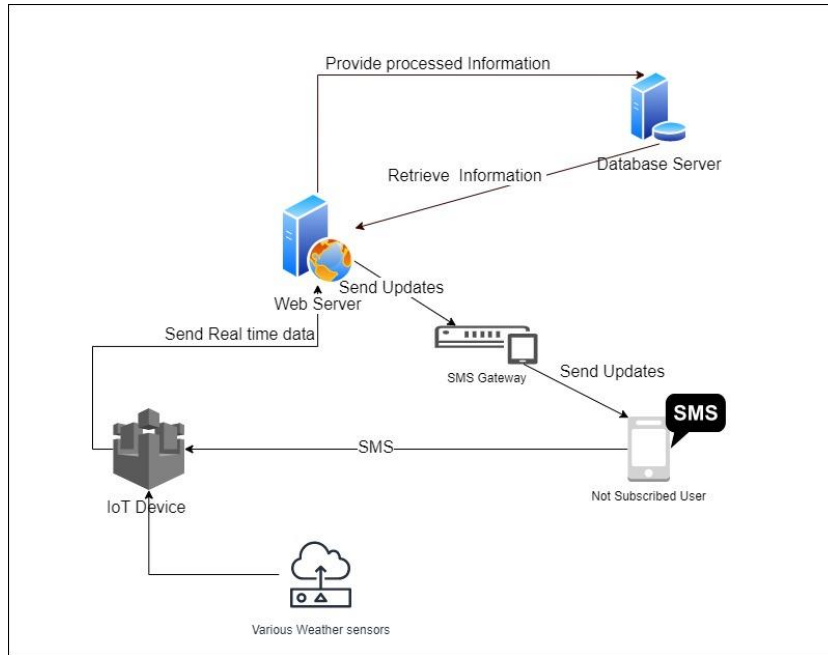 Provide processed Information
Database Server
Retrieve Information
Web Server
Send Updates
Send Real time data
SMS Gateway
Send Updates
SMS
Not Subscribed User
SMS
IoT Device
Various Weather sensors